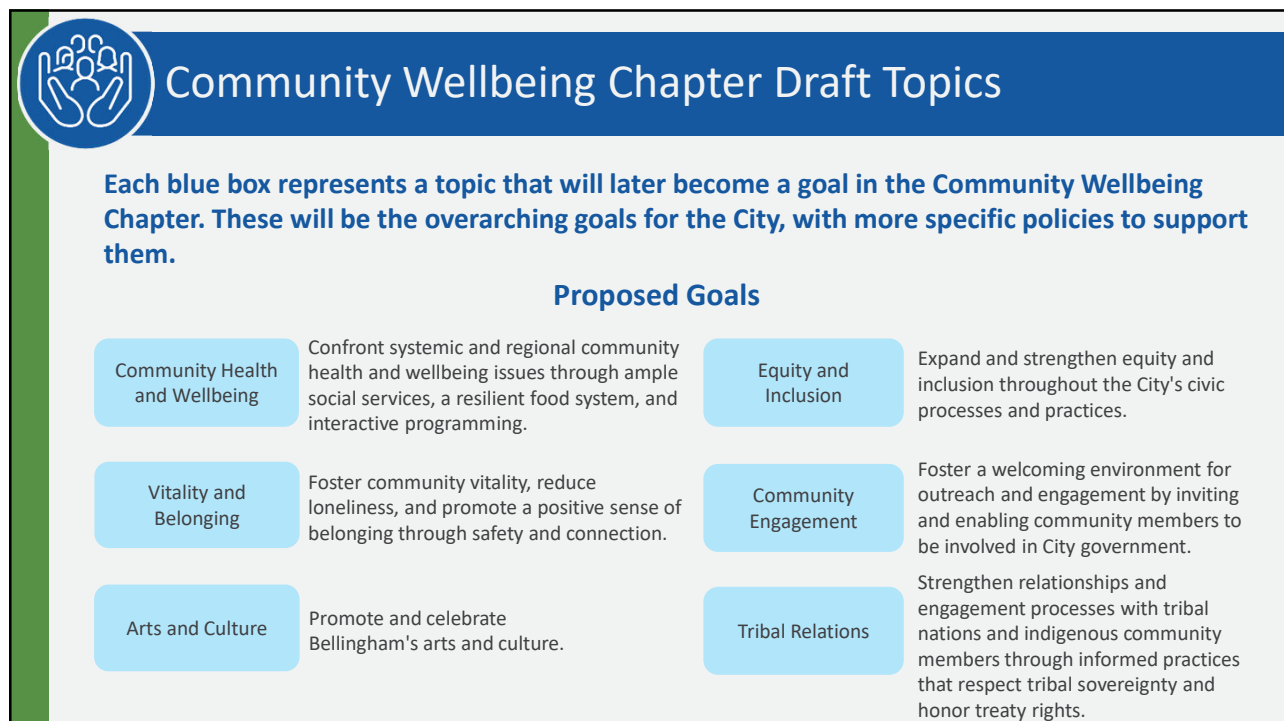 Community Wellbeing Chapter Draft Topics
Each blue box represents a topic that will later become a goal in the Community Wellbeing
Chapter. These will be the overarching goals for the City, with more specific policies to support
them.
Proposed Goals
Community Health
and Wellbeing
Confront systemic and regional community
health and wellbeing issues through ample
social services, a resilient food system, and
interactive programming.
Equity and
Inclusion
Expand and strengthen equity and
inclusion throughout the City's civic
processes and practices.
Vitality and
Belonging
Foster community vitality, reduce
loneliness, and promote a positive sense of
belonging through safety and connection.
Community
Engagement
Foster a welcoming environment for
outreach and engagement by inviting
and enabling community members to
be involved in City government.
Arts and Culture
Promote and celebrate
Bellingham's arts and culture.
Tribal Relations
Strengthen relationships and
engagement processes with tribal
nations and indigenous community
members through informed practices
that respect tribal sovereignty and
honor treaty rights.